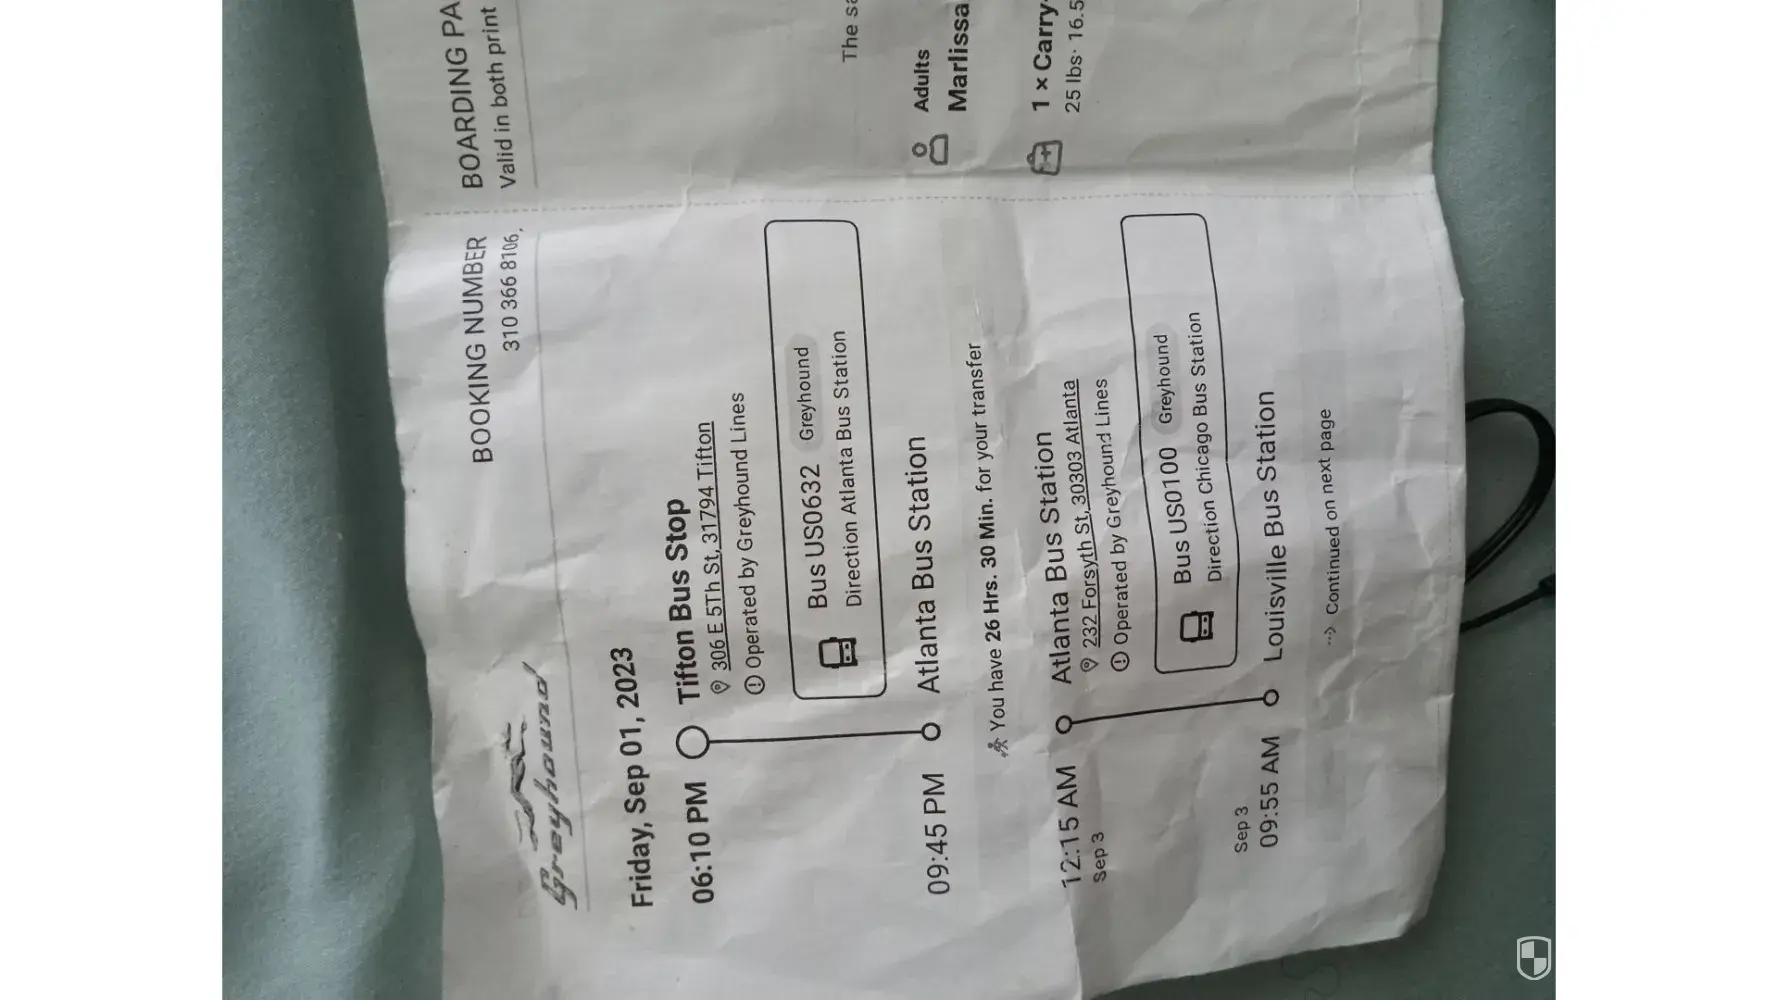 Greyhound
BOOKING NUMBER
310 366 8106,
Friday, Sep 01, 2023
06:10 PM Tifton Bus Stop
306 E 5Th St, 31794 Tifton
Operated by Greyhound Lines
Bus US0632 Greyhound
Direction Atlanta Bus Station
09:45 PM Atlanta Bus Station
You have 26 Hrs. 30 Min. for your transfer
12:15 AM Atlanta Bus Station
Sep 3
232 Forsyth St, 30303 Atlanta
Operated by Greyhound Lines
Bus US0100 Greyhound
Direction Chicago Bus Station
Sep 3
09:55 AM Louisville Bus Station
Continued on next page
BOARDING PA
Valid in both print
The sa
Adults
Marlissa
1 × Carry-
25 lbs · 16.5